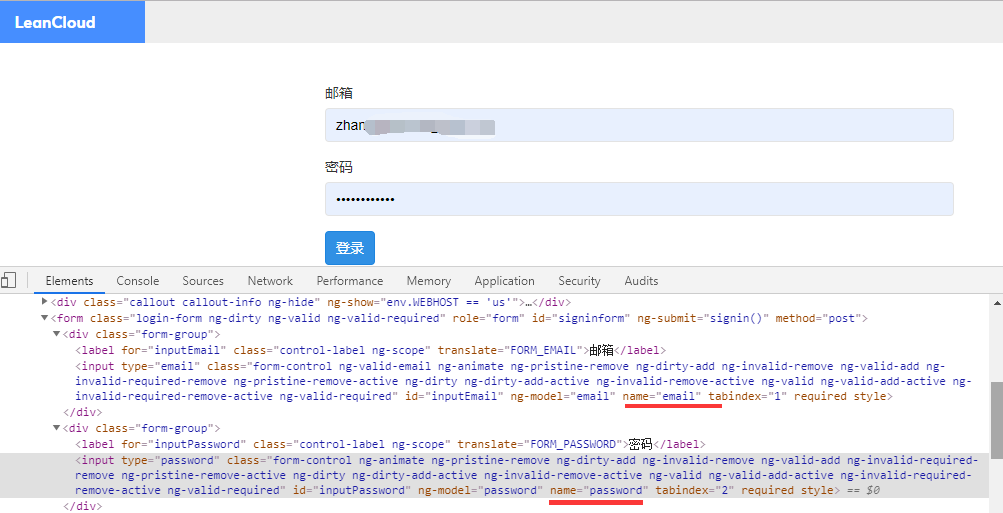 LeanCloud
邮箱
zhan
密码
••••••••••••
登录
Elements Console Sources Network Performance Memory Application Security Audits
<div class="callout callout-info ng-hide" ng-show="env.WEBHOST == 'us'">…</div>
<form class="login-form ng-dirty ng-valid ng-valid-required" role="form" id="signinform" ng-submit="signin()" method="post">
<div class="form-group">
<label for="inputEmail" class="control-label ng-scope" translate="FORM_EMAIL">邮箱</label>
<input type="email" class="form-control ng-valid-email ng-animate ng-pristine-remove ng-dirty-add ng-invalid-remove ng-valid-add ng-
invalid-required-remove ng-pristine-remove-active ng-dirty ng-dirty-add-active ng-invalid-remove-active ng-valid ng-valid-add-active ng-
invalid-required-remove-active ng-valid-required" id="inputEmail" ng-model="email" name="email" tabindex="1" required style>
</div>
<div class="form-group">
<label for="inputPassword" class="control-label ng-scope" translate="FORM_PASSWORD">密码</label>
<input type="password" class="form-control ng-animate ng-pristine-remove ng-dirty-add ng-invalid-remove ng-valid-add ng-invalid-required-
remove ng-pristine-remove-active ng-dirty ng-dirty-add-active ng-invalid-remove-active ng-valid ng-valid-add-active ng-invalid-required-
remove-active ng-valid-required" id="inputPassword" ng-model="password" name="password" tabindex="2" required style> == $0
</div>